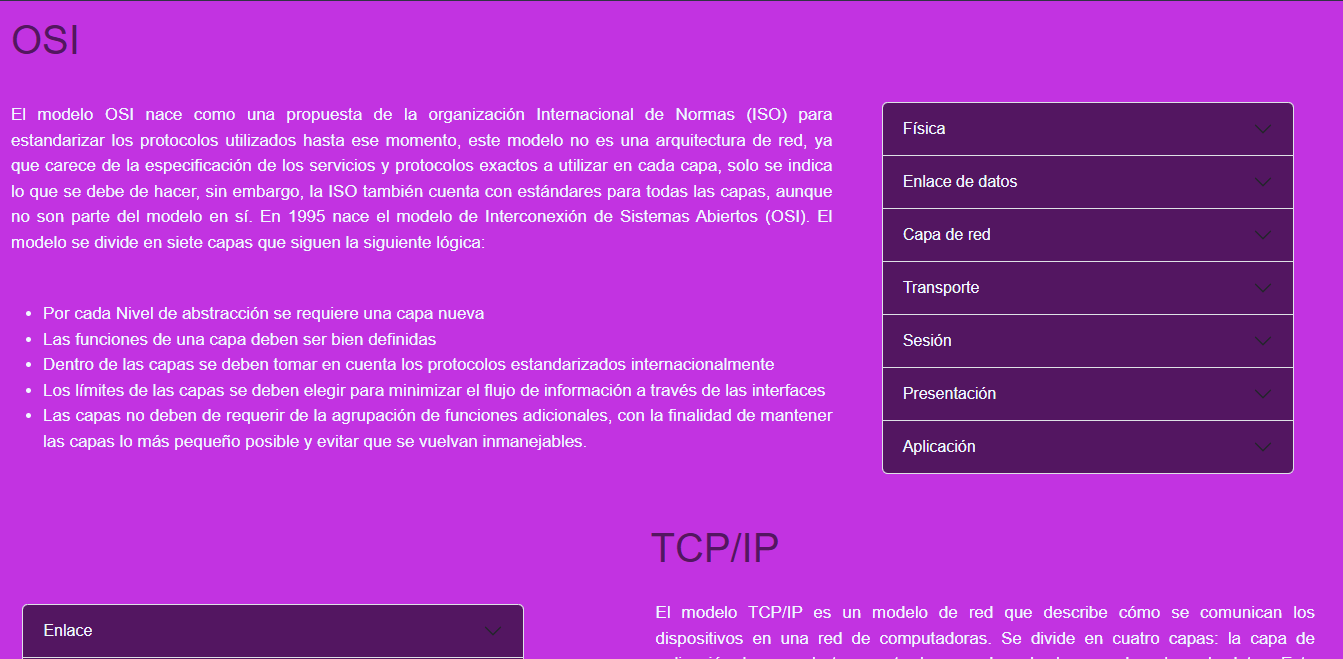 OSI
El modelo OSI nace como una propuesta de la organización Internacional de Normas (ISO) para
estandarizar los protocolos utilizados hasta ese momento, este modelo no es una arquitectura de red, ya
que carece de la especificación de los servicios y protocolos exactos a utilizar en cada capa, solo se indica
lo que se debe de hacer, sin embargo, la ISO también cuenta con estándares para todas las capas, aunque
no son parte del modelo en sí. En 1995 nace el modelo de Interconexión de Sistemas Abiertos (OSI). El
modelo se divide en siete capas que siguen la siguiente lógica:
• Por cada Nivel de abstracción se requiere una capa nueva
• Las funciones de una capa deben ser bien definidas
• Dentro de las capas se deben tomar en cuenta los protocolos estandarizados internacionalmente
• Los límites de las capas se deben elegir para minimizar el flujo de información a través de las interfaces
• Las capas no deben de requerir de la agrupación de funciones adicionales, con la finalidad de mantener
las capas lo más pequeño posible y evitar que se vuelvan inmanejables.
Física
Enlace de datos
Capa de red
Transporte
Sesión
Presentación
Aplicación
TCP/IP
Enlace
El modelo TCP/IP es un modelo de red que describe cómo se comunican los
dispositivos en una red de computadoras. Se divide en cuatro capas: la capa de